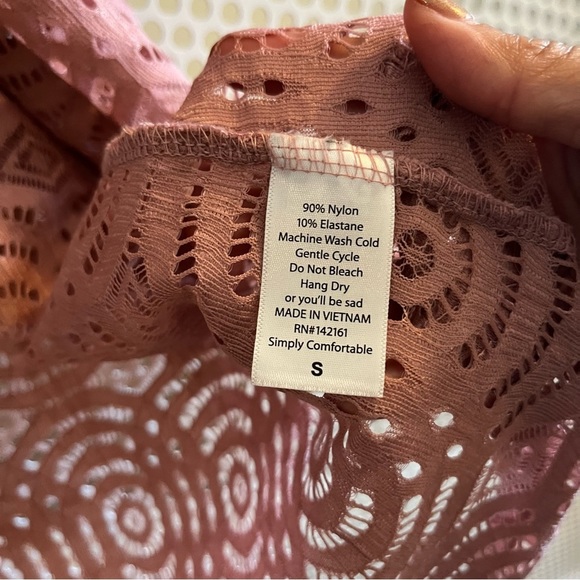 90% Nylon
10% Elastane
Machine Wash Cold
Gentle Cycle
Do Not Bleach
Hang Dry
or you'll be sad
MADE IN VIETNAM
RN#142161
Simply Comfortable
S